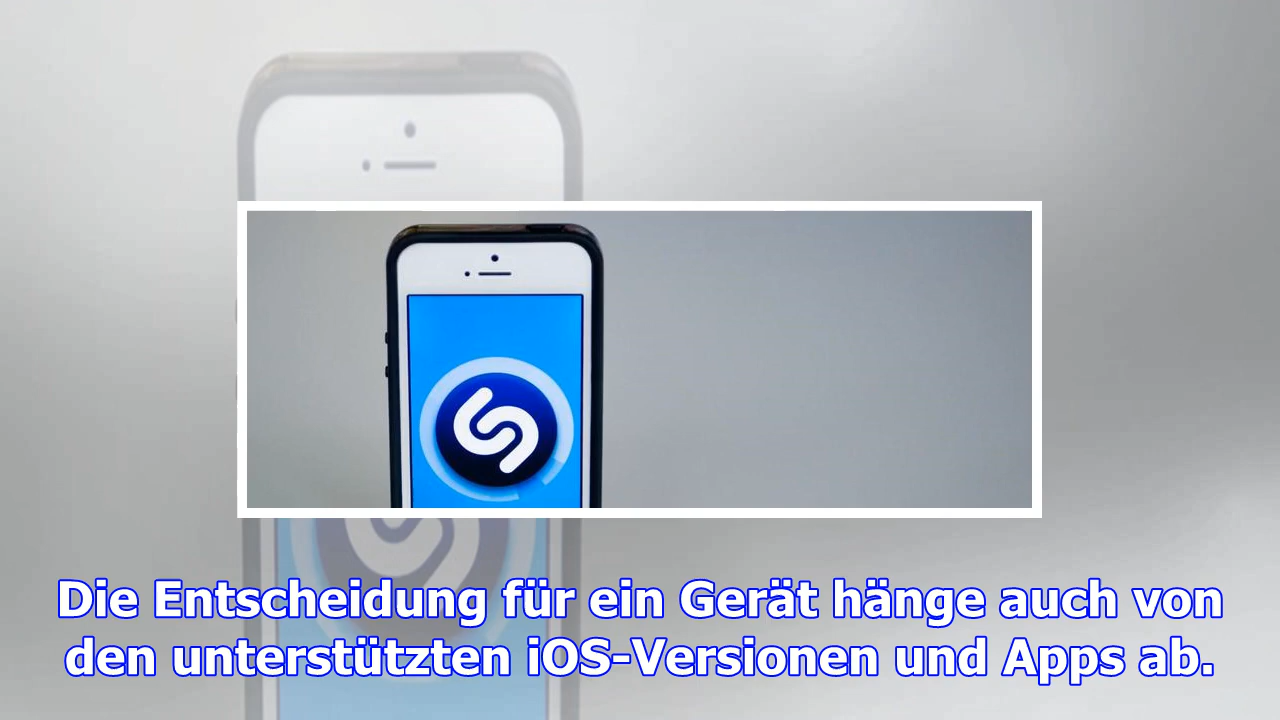 Die Entscheidung für ein Gerät hänge auch von
den unterstützten iOS-Versionen und Apps ab.